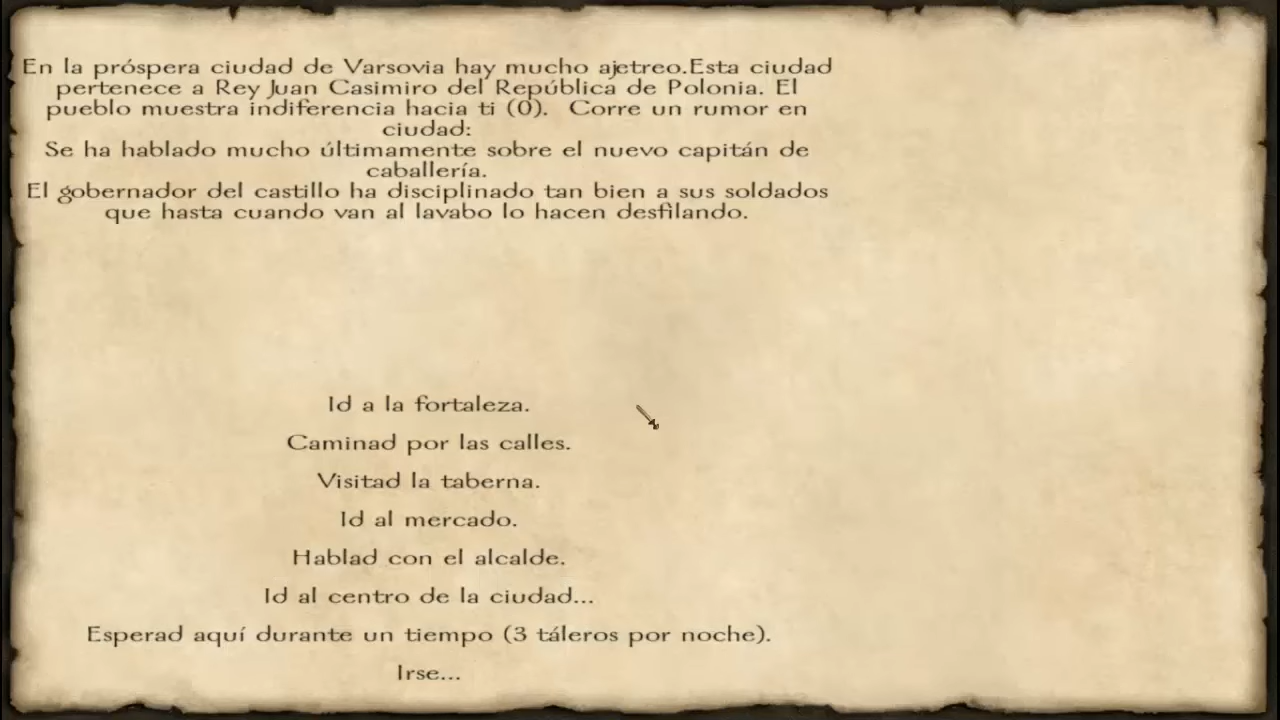 En la próspera ciudad de Varsovia hay mucho ajetreo.Esta ciudad
pertenece a Rey Juan Casimiro del República de Polonia. El
pueblo muestra indiferencia hacia ti (0).  Corre un rumor en
ciudad:
Se ha hablado mucho últimamente sobre el nuevo capitán de
caballería.
El gobernador del castillo ha disciplinado tan bien a sus soldados
que hasta cuando van al lavabo lo hacen desfilando.
Id a la fortaleza.
Caminad por las calles.
Visitad la taberna.
Id al mercado.
Hablad con el alcalde.
Id al centro de la ciudad...
Esperad aquí durante un tiempo (3 táleros por noche).
Irse...